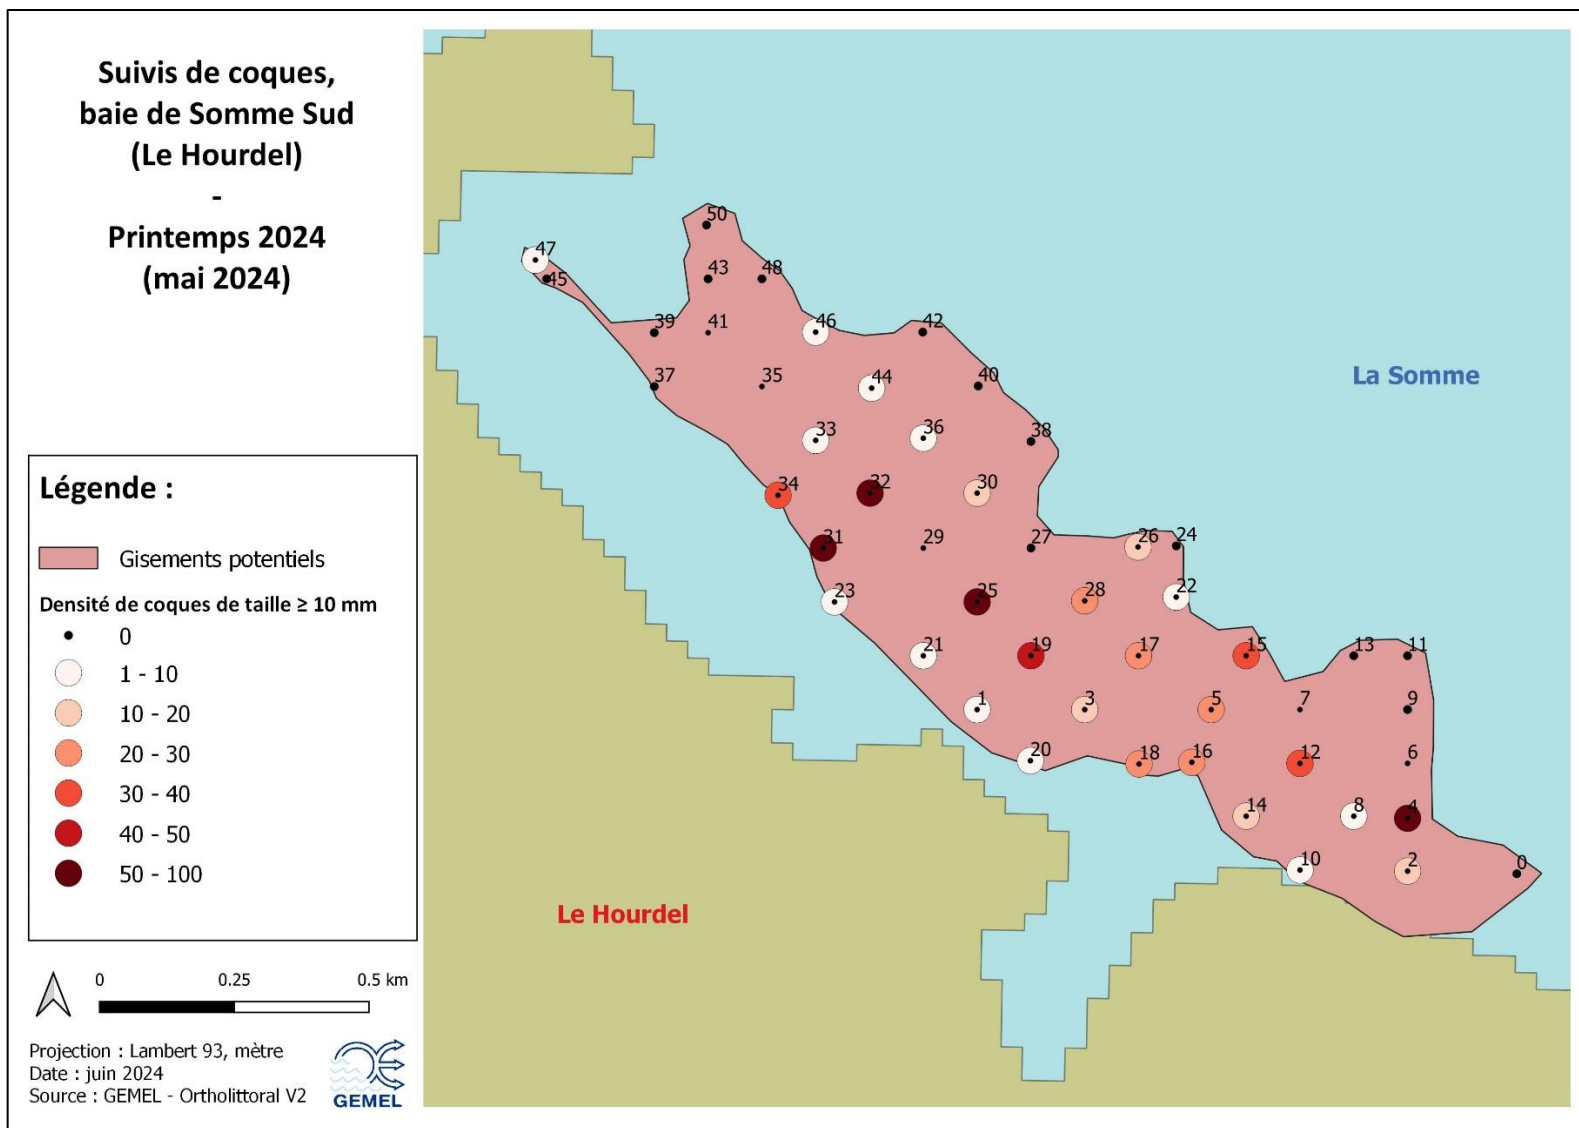 Suivis de coques,
baie de Somme Sud
(Le Hourdel)
-
Printemps 2024
(mai 2024)
Légende :
Gisements potentiels
Densité de coques de taille ≥ 10 mm
0
1 - 10
10 - 20
20 - 30
30 - 40
40 - 50
50 - 100
0 0.25 0.5 km
Projection : Lambert 93, mètre
Date : juin 2024
Source : GEMEL - Ortholittoral V2
GEMEL
50
47
45 43 48
39 41 46 42
37 35 44 40
33 36 38
34 32 30
31 29 27 26 24
23 25 28 22
21 19 17 15 13 11
1 3 5 7 9
20 18 16 12 6
14 8 4
10 2 0
La Somme
Le Hourdel